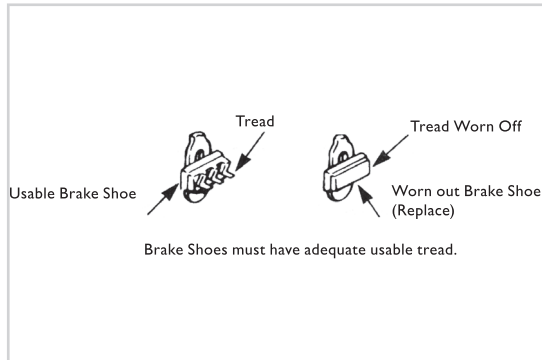 Tread
Tread Worn Off
Usable Brake Shoe
Worn out Brake Shoe
(Replace)
Brake Shoes must have adequate usable tread.